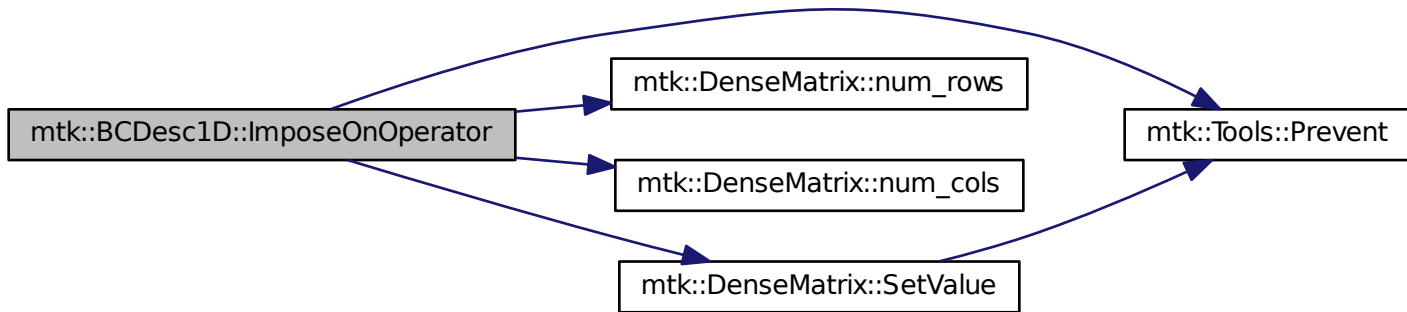 mtk::BCDesc1D::ImposeOnOperator
mtk::DenseMatrix::num_rows
mtk::DenseMatrix::num_cols
mtk::DenseMatrix::SetValue
mtk::Tools::Prevent